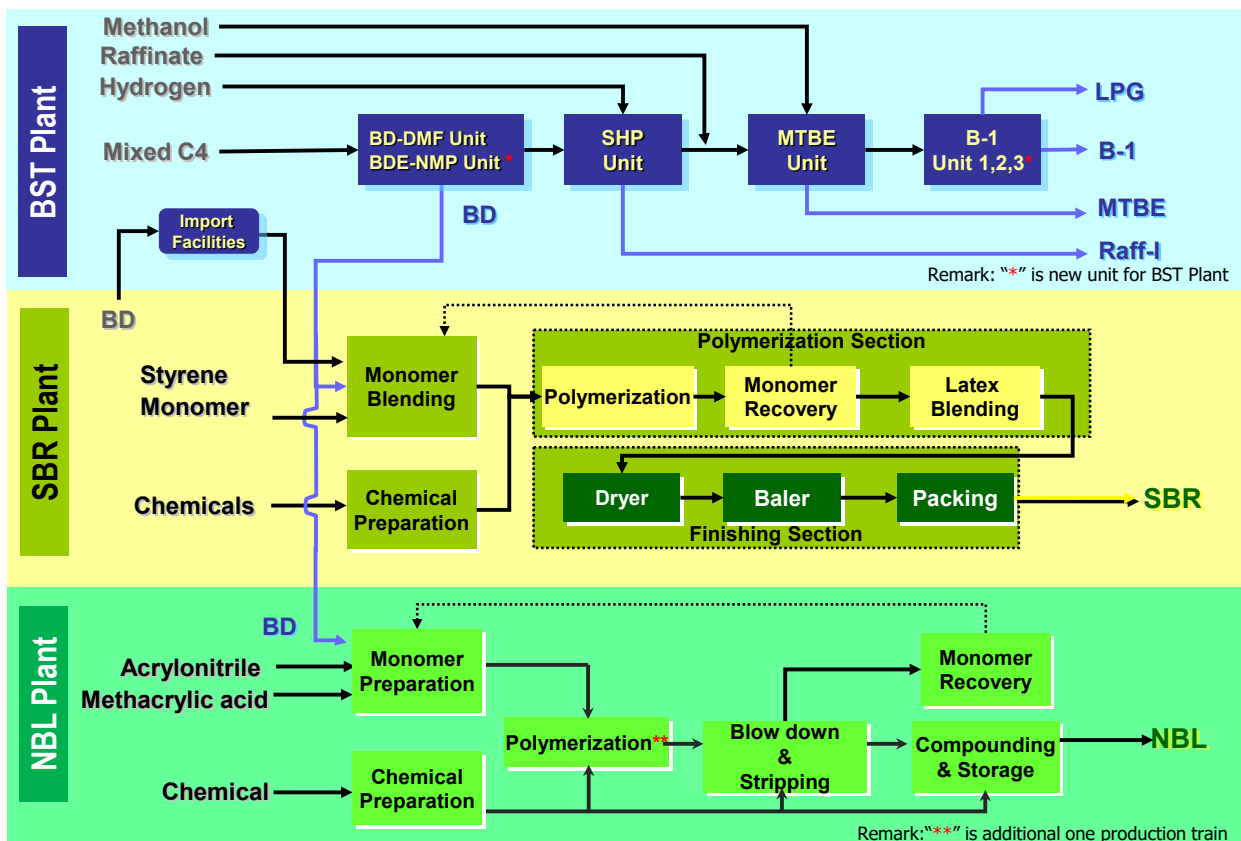 BST Plant
Methanol
Raffinate
Hydrogen
Mixed C4
BD-DMF Unit
BDE-NMP Unit *
SHP
Unit
MTBE
Unit
B-1
Unit 1,2,3*
LPG
B-1
MTBE
Raff-I
BD
Import
Facilities
BD
Remark: “*” is new unit for BST Plant
SBR Plant
Styrene
Monomer
Chemicals
Monomer
Blending
Chemical
Preparation
Polymerization Section
Polymerization
Monomer
Recovery
Latex
Blending
Dryer
Baler
Packing
Finishing Section
SBR
NBL Plant
BD
Acrylonitrile
Methacrylic acid
Chemical
Monomer
Preparation
Chemical
Preparation
Polymerization**
Blow down
&
Stripping
Monomer
Recovery
Compounding
& Storage
NBL
Remark:“**” is additional one production train